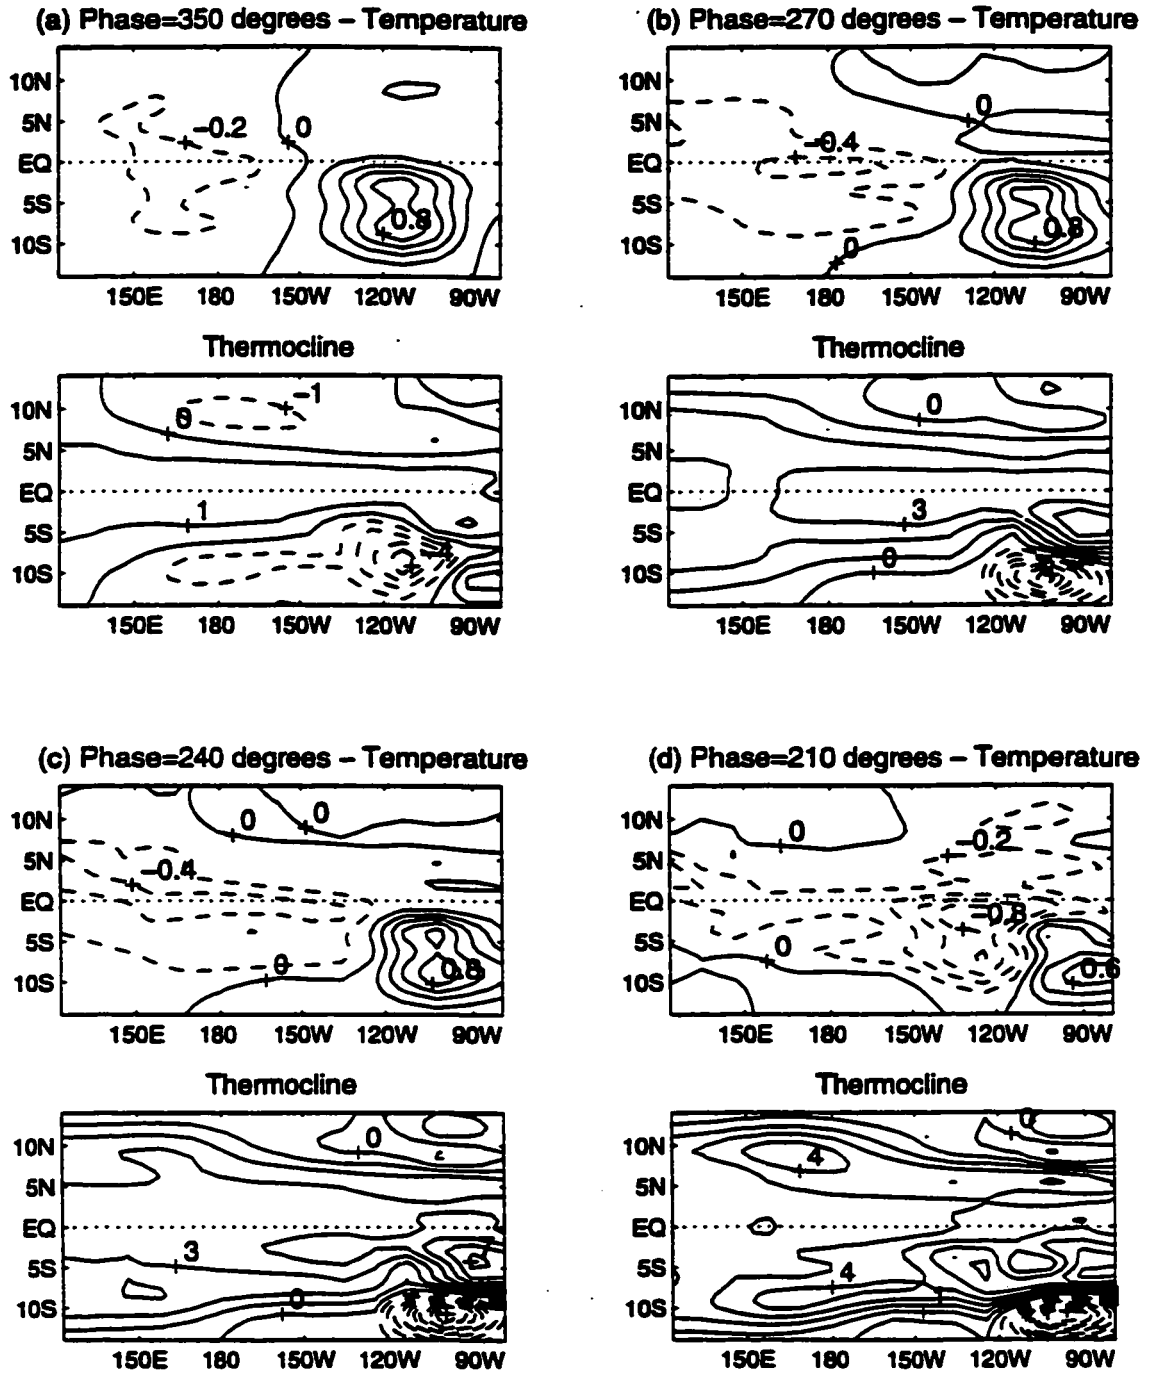 (a) Phase=350 degrees – Temperature
10N
5N
EQ
5S
10S
−0.2
0
0.8
150E 180 150W 120W 90W
Thermocline
10N
5N
EQ
5S
10S
−1
0
1
−4
150E 180 150W 120W 90W
(b) Phase=270 degrees – Temperature
10N
5N
EQ
5S
10S
0
−0.4
0.8
0
150E 180 150W 120W 90W
Thermocline
10N
5N
EQ
5S
10S
0
3
0
150E 180 150W 120W 90W
(c) Phase=240 degrees – Temperature
10N
5N
EQ
5S
10S
0
0
−0.4
0
0.8
150E 180 150W 120W 90W
Thermocline
10N
5N
EQ
5S
10S
0
3
0
150E 180 150W 120W 90W
(d) Phase=210 degrees – Temperature
10N
5N
EQ
5S
10S
0
−0.2
−0.8
0
0.6
150E 180 150W 120W 90W
Thermocline
10N
5N
EQ
5S
10S
0
4
4
150E 180 150W 120W 90W